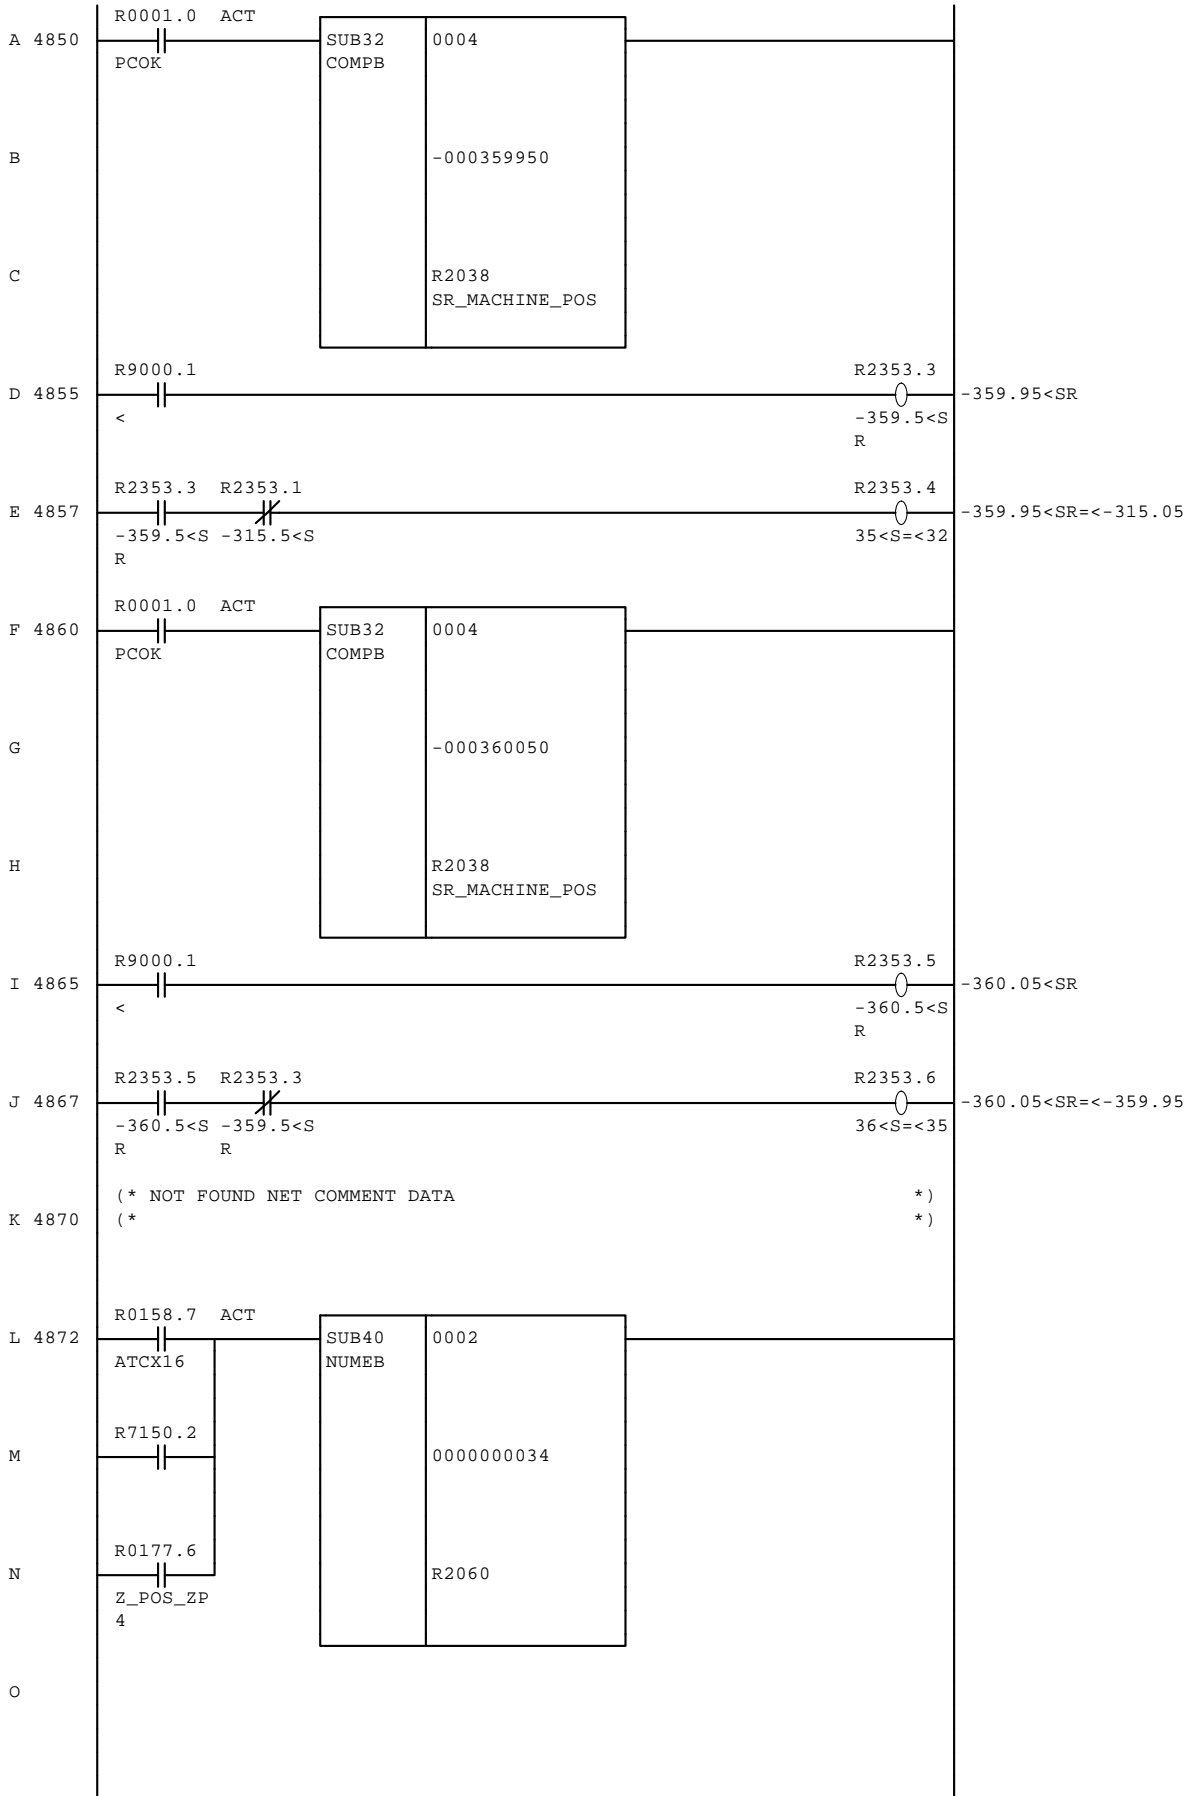 R0001.0 ACT
A 4850 SUB32 0004
PCOK COMPB
B -000359950
C R2038
SR_MACHINE_POS
R9000.1 R2353.3
D 4855 -359.95<SR
< -359.5<S
R
R2353.3 R2353.1 R2353.4
E 4857 -359.95<SR=<-315.05
-359.5<S -315.5<S 35<S=<32
R
R0001.0 ACT
F 4860 SUB32 0004
PCOK COMPB
G -000360050
H R2038
SR_MACHINE_POS
R9000.1 R2353.5
I 4865 -360.05<SR
< -360.5<S
R
R2353.5 R2353.3 R2353.6
J 4867 -360.05<SR=<-359.95
-360.5<S -359.5<S 36<S=<35
R R
(* NOT FOUND NET COMMENT DATA *)
K 4870 (* *)
R0158.7 ACT
L 4872 SUB40 0002
ATCX16 NUMEB
R7150.2
M 0000000034
R0177.6
N R2060
Z_POS_ZP
4
O